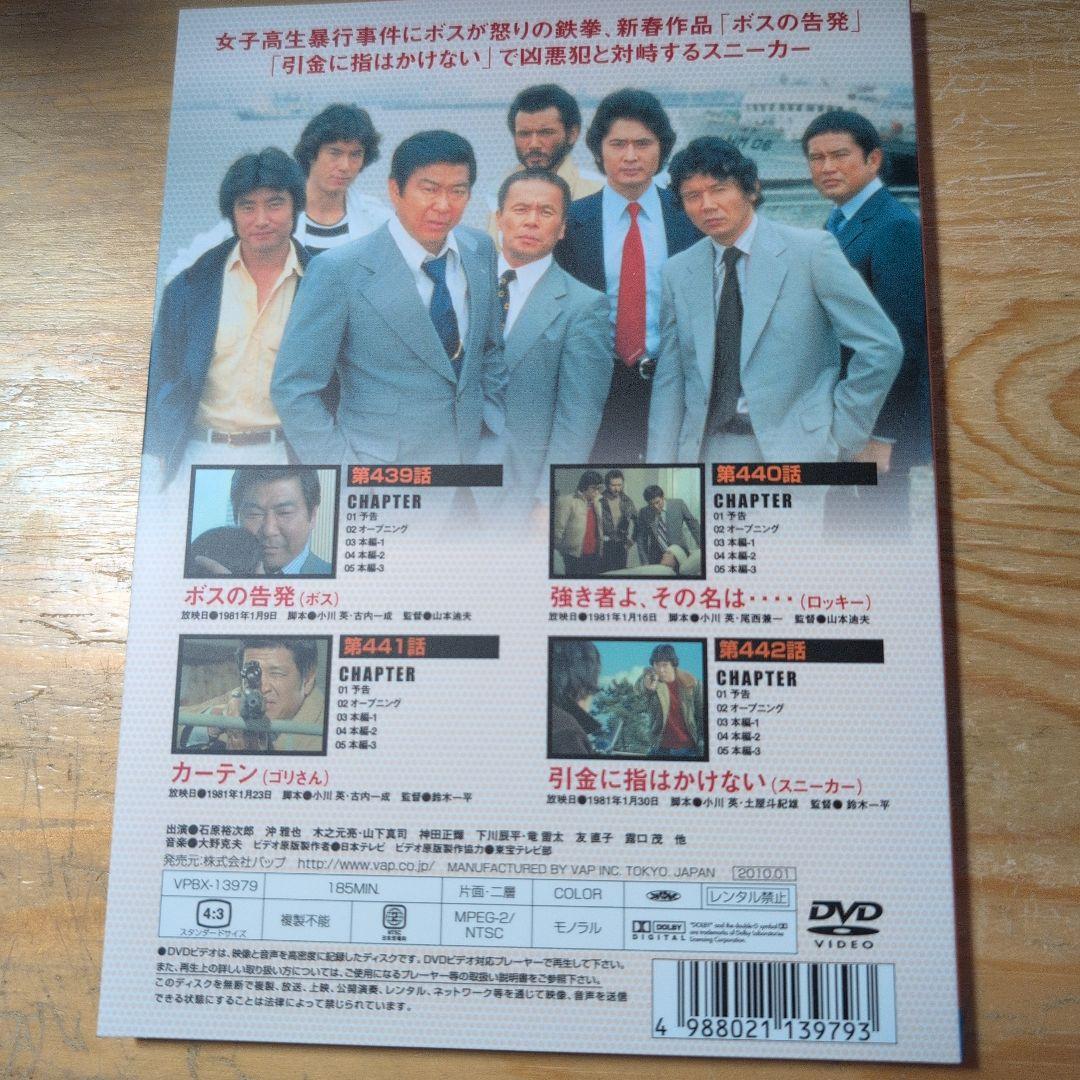 女子高生暴行事件にボスが怒りの鉄拳、新春作品「ボスの告発」
「引金に指はかけない」で凶悪犯と対峙するスニーカー
第439話
CHAPTER
01 予告
02 オープニング
03 本編-1
04 本編-2
05 本編-3
ボスの告発(ボス)
放映日●1981年1月9日 脚本●小川 英・古内一成 監督●山本迪夫
第440話
CHAPTER
01 予告
02 オープニング
03 本編-1
04 本編-2
05 本編-3
強き者よ、その名は‥‥(ロッキー)
放映日●1981年1月16日 脚本●小川 英・尾西兼一 監督●山本迪夫
第441話
CHAPTER
01 予告
02 オープニング
03 本編-1
04 本編-2
05 本編-3
カーテン(ゴリさん)
放映日●1981年1月23日 脚本●小川 英・古内一成 監督●鈴木一平
第442話
CHAPTER
01 予告
02 オープニング
03 本編-1
04 本編-2
05 本編-3
引金に指はかけない(スニーカー)
放映日●1981年1月30日 脚本●小川 英・土屋斗紀雄 監督●鈴木一平
出演●石原裕次郎 沖 雅也 木之元亮・山下真司 神田正輝 下川辰平・竜 雷太 友 直子 露口 茂 他
音楽●大野克夫 ビデオ原版製作者●日本テレビ ビデオ原版製作協力●東宝テレビ部
発売元:株式会社バップ http://www.vap.co.jp/ MANUFACTURED BY VAP INC. TOKYO. JAPAN 2010.01
VPBX-13979 185MIN. 片面・二層 COLOR レンタル禁止
4:3
スタンダードサイズ
複製不能
2
NTSC
日本市場向
MPEG-2/
NTSC
モノラル
DOLBY
DIGITAL
"DOLBY" and the double-D symbol
are trademarks of Dolby Laboratories
Licensing Corporation.
DVD
VIDEO
●DVDビデオは、映像と音声を高密度に記録したディスクです。DVDビデオ対応プレーヤーで再生して下さい。
また、再生上の詳しい取り扱い方については、ご使用になるプレーヤー等の取扱い説明書をご参照下さい。
このディスクを無断で複製、放送、上映、公開演奏、レンタル、ネットワーク等を通じて映像、音声を送信
できる状態にすることは法律によって禁じられています。
4 988021 139793